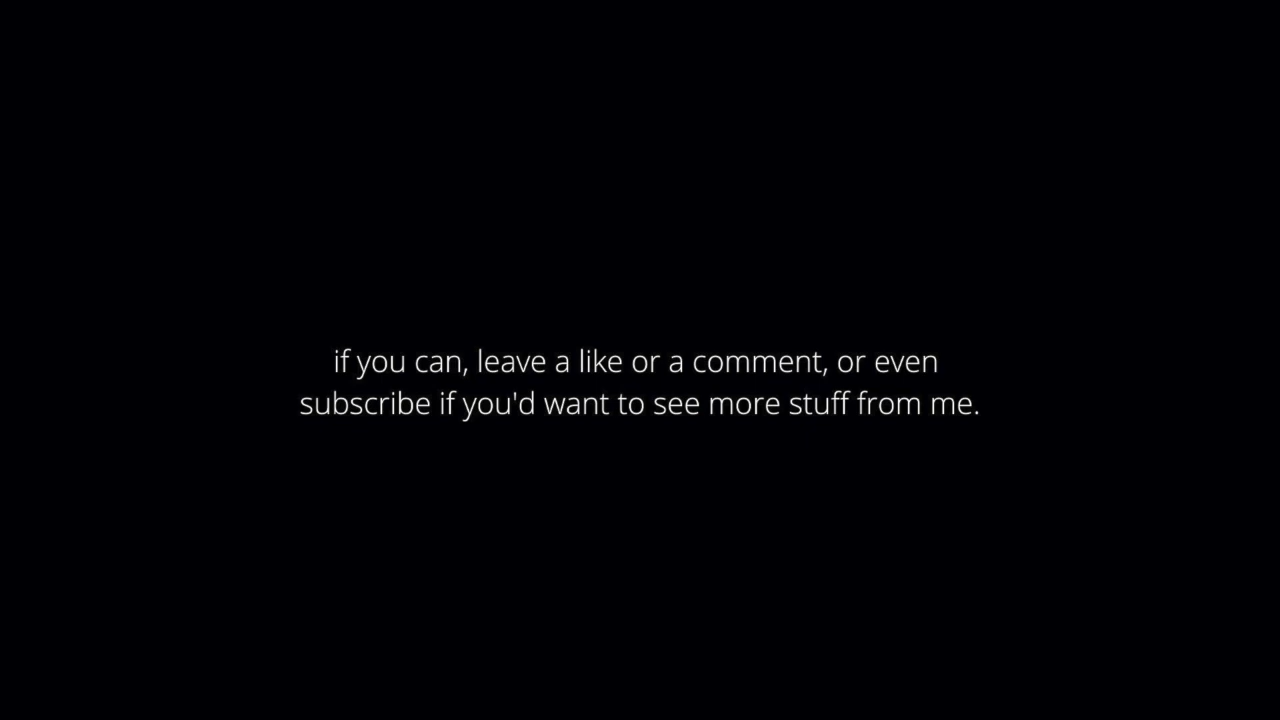 if you can, leave a like or a comment, or even
subscribe if you'd want to see more stuff from me.